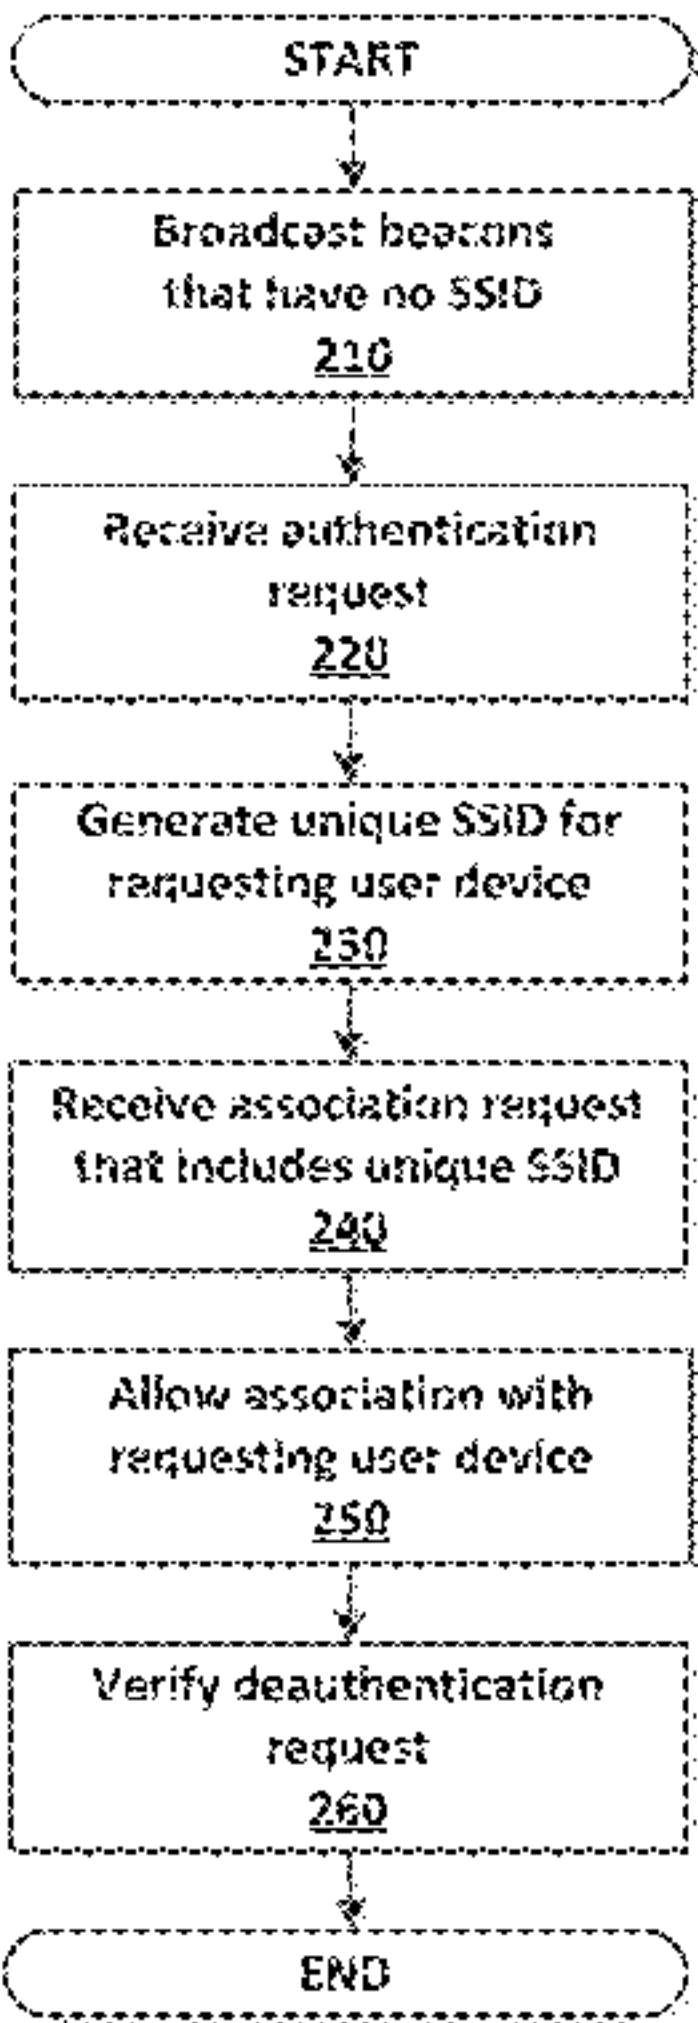 START
Broadcast beacons
that have no SSID
210
Receive authentication
request
220
Generate unique SSID for
requesting user device
230
Receive association request
that includes unique SSID
240
Allow association with
requesting user device
250
Verify deauthentication
request
260
END